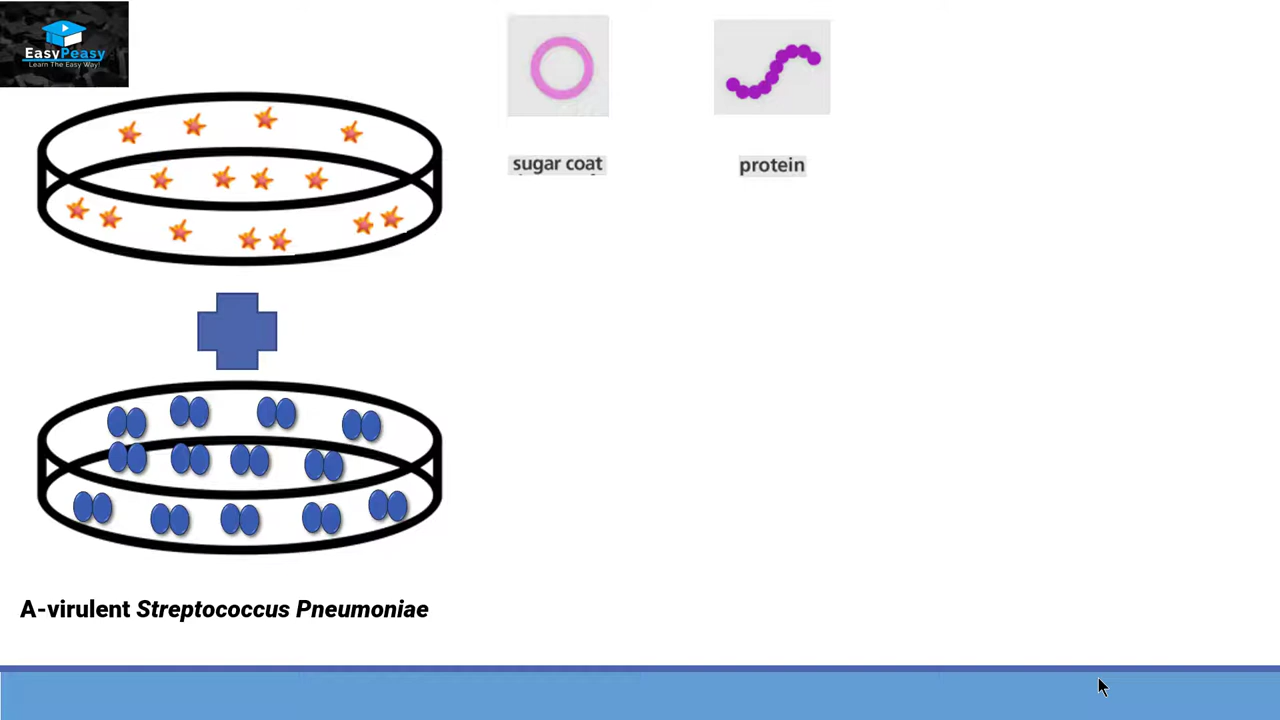 EasyPeasy
Learn The Easy Way!
sugar coat
protein
A-virulent Streptococcus Pneumoniae